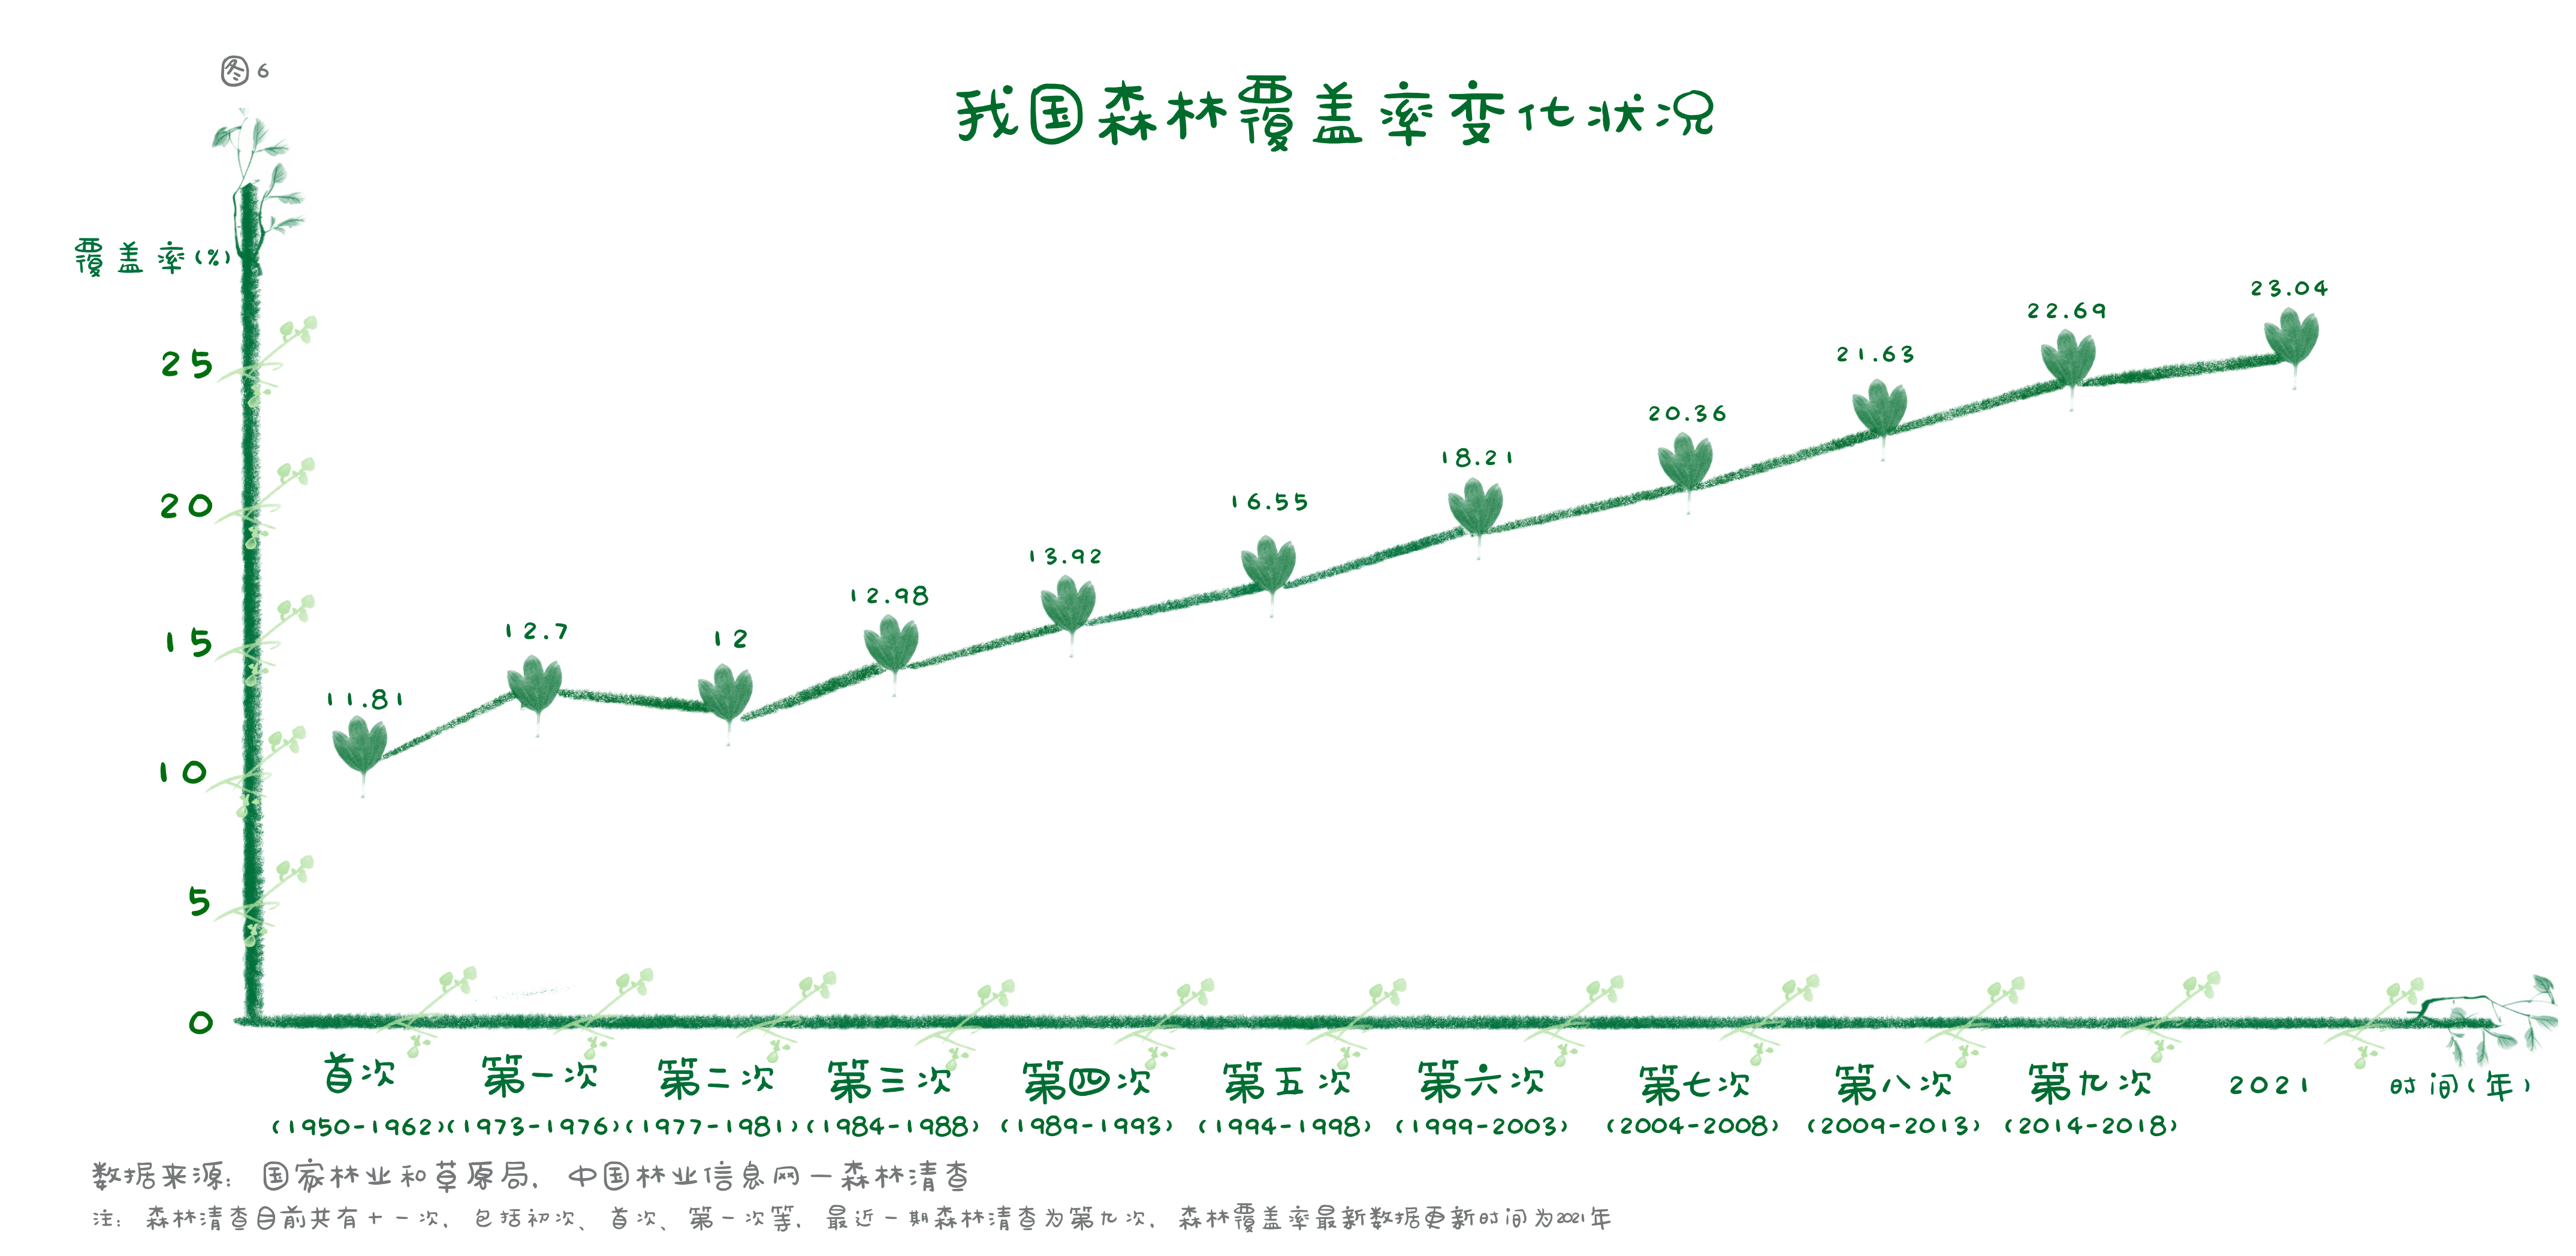 图6
我国森林覆盖率变化状况
覆盖率(%)
25
20
15
10
5
0
11.81
12.7
12
12.98
13.92
16.55
18.21
20.36
21.63
22.69
23.04
首次 第一次 第二次 第三次 第四次 第五次 第六次 第七次 第八次 第九次 2021 时间(年)
(1950-1962)(1973-1976)(1977-1981)(1984-1988) (1989-1993) (1994-1998) (1999-2003) (2004-2008) (2009-2013) (2014-2018)
数据来源：国家林业和草原局，中国林业信息网—森林清查
注：森林清查目前共有十一次，包括初次、首次、第一次等，最近一期森林清查为第九次，森林覆盖率最新数据更新时间为2021年